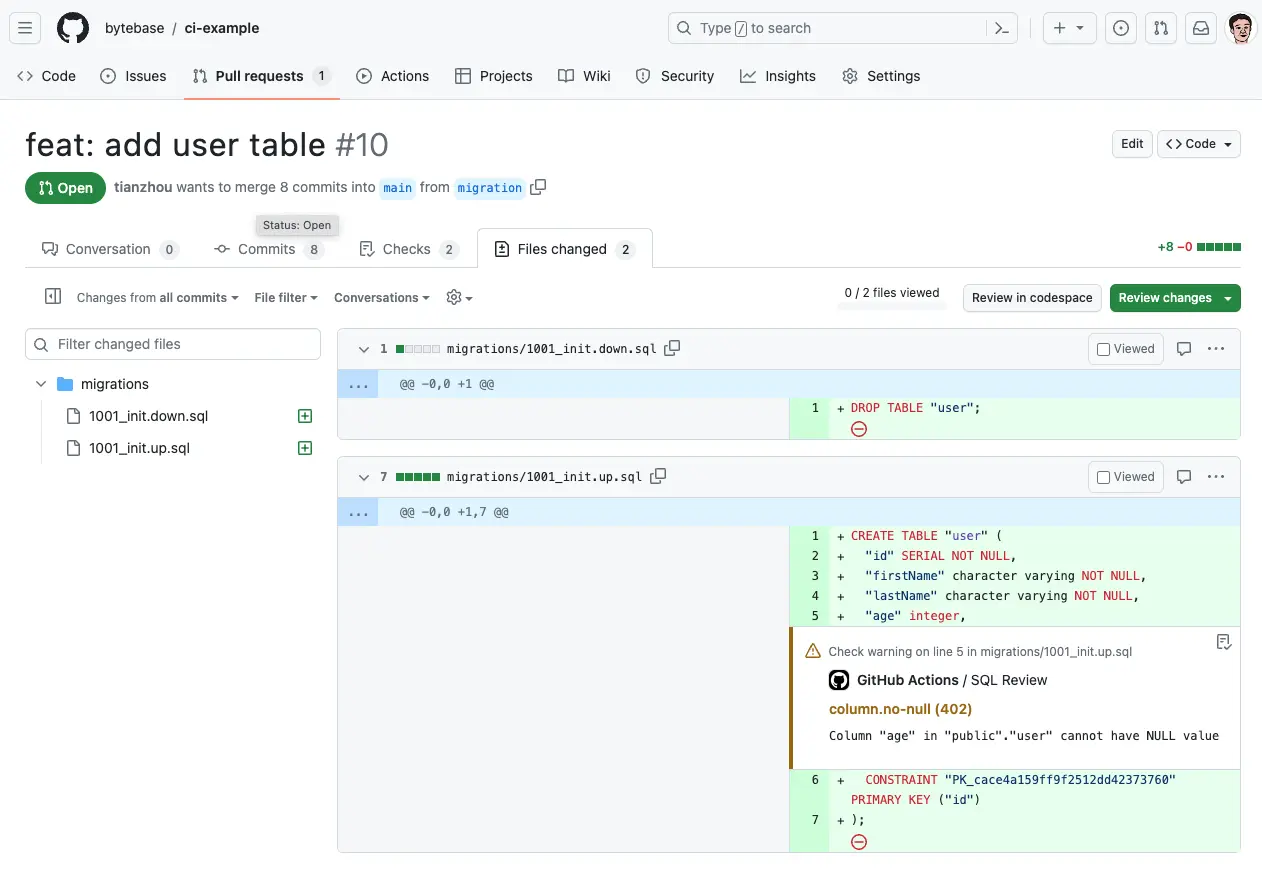 bytebase / ci-example
Type / to search
Code
Issues
Pull requests 1
Actions
Projects
Wiki
Security
Insights
Settings
feat: add user table #10
Edit
<> Code
Open
tianzhou wants to merge 8 commits into main from migration
Status: Open
Conversation 0
Commits 8
Checks 2
Files changed 2
+8 −0
Changes from all commits
File filter
Conversations
0 / 2 files viewed
Review in codespace
Review changes
Filter changed files
migrations
1001_init.down.sql
1001_init.up.sql
1 migrations/1001_init.down.sql
Viewed
...
... @@ -0,0 +1 @@
1 + DROP TABLE "user";
7 migrations/1001_init.up.sql
Viewed
...
... @@ -0,0 +1,7 @@
1 + CREATE TABLE "user" (
2 + "id" SERIAL NOT NULL,
3 + "firstName" character varying NOT NULL,
4 + "lastName" character varying NOT NULL,
5 + "age" integer,
Check warning on line 5 in migrations/1001_init.up.sql
GitHub Actions / SQL Review
column.no-null (402)
Column "age" in "public"."user" cannot have NULL value
6 + CONSTRAINT "PK_cace4a159ff9f2512dd42373760"
PRIMARY KEY ("id")
7 + );